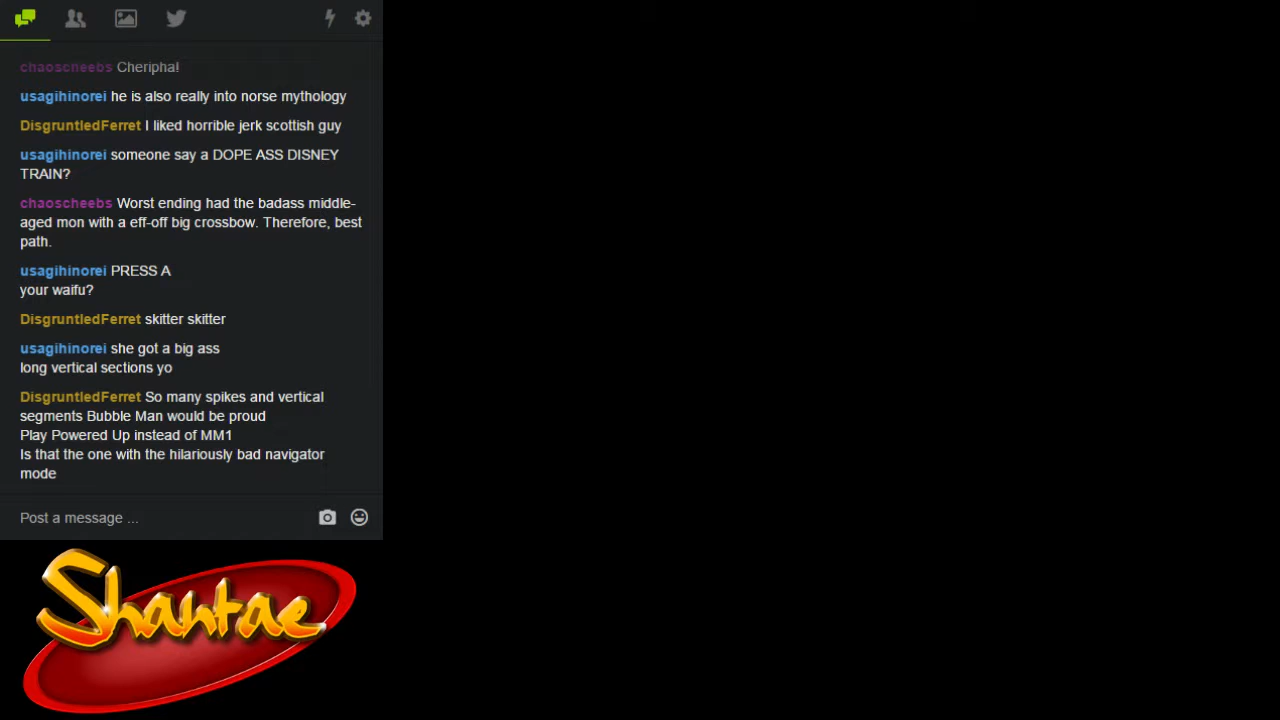 chaoscheebs Cheripha!
usagihinorei he is also really into norse mythology
DisgruntledFerret I liked horrible jerk scottish guy
usagihinorei someone say a DOPE ASS DISNEY
TRAIN?
chaoscheebs Worst ending had the badass middle-
aged mon with a eff-off big crossbow. Therefore, best
path.
usagihinorei PRESS A
your waifu?
DisgruntledFerret skitter skitter
usagihinorei she got a big ass
long vertical sections yo
DisgruntledFerret So many spikes and vertical
segments Bubble Man would be proud
Play Powered Up instead of MM1
Is that the one with the hilariously bad navigator
mode
Post a message ...
Shantae